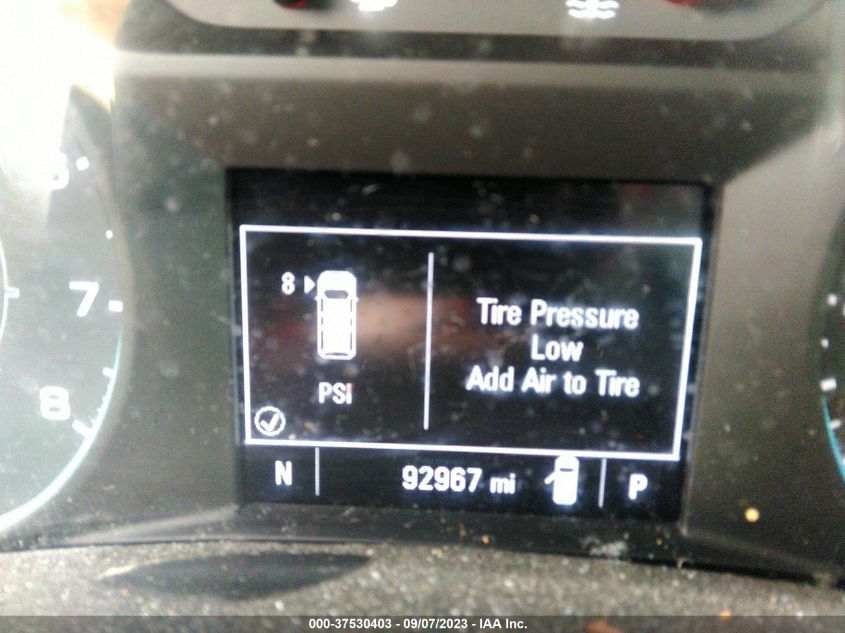 7
8
8
PSI
Tire Pressure
Low
Add Air to Tire
N
92967 mi
P
000-37530403 - 09/07/2023 - IAA Inc.